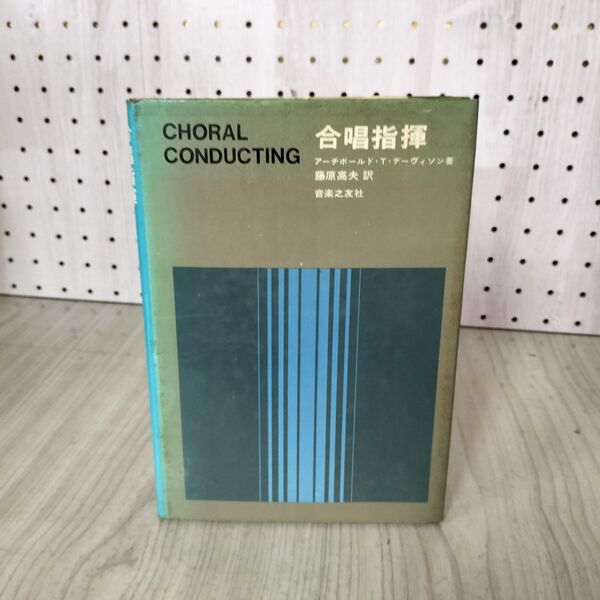 CHORAL
CONDUCTING
合唱指揮
アーチボールド・T・デーヴィソン著
藤原高夫 訳
音楽之友社